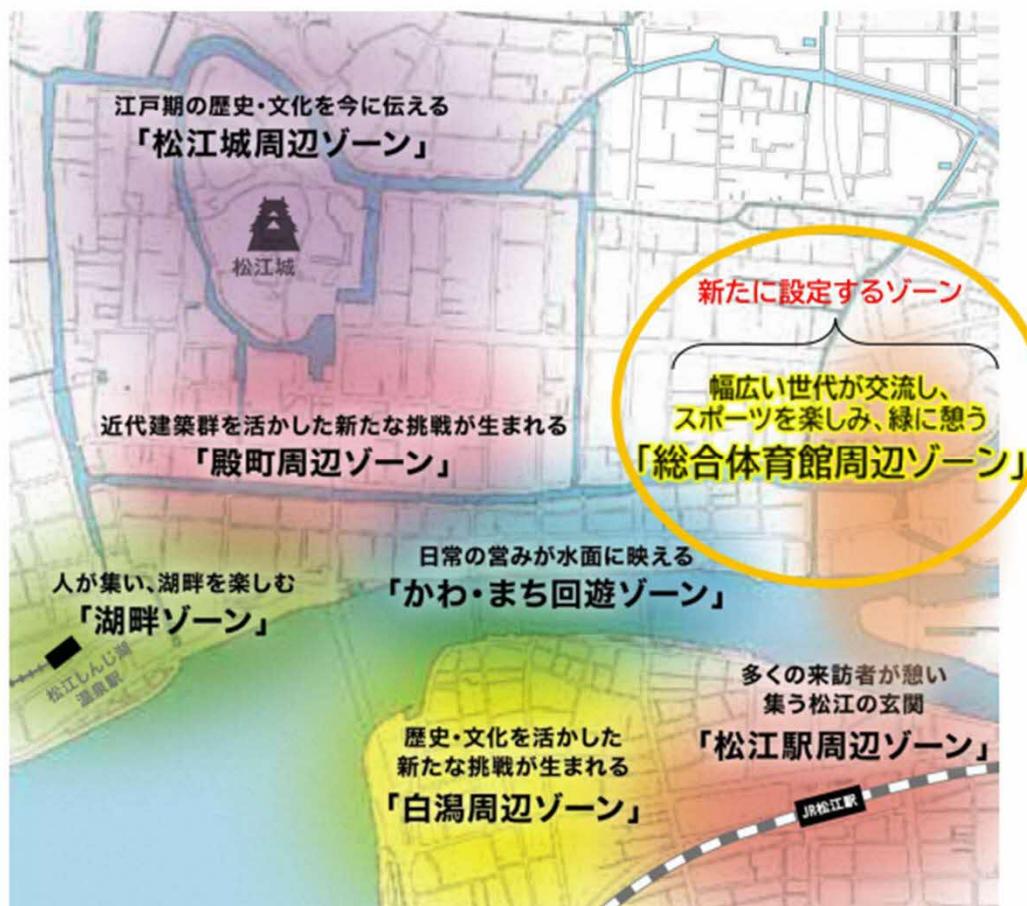 江戸期の歴史・文化を今に伝える
「松江城周辺ゾーン」
松江城
新たに設定するゾーン
幅広い世代が交流し、
スポーツを楽しみ、緑に憩う
「総合体育館周辺ゾーン」
近代建築群を活かした新たな挑戦が生まれる
「殿町周辺ゾーン」
日常の営みが水面に映える
「かわ・まち回遊ゾーン」
人が集い、湖畔を楽しむ
「湖畔ゾーン」
松江しんじ湖
温泉駅
多くの来訪者が憩い
集う松江の玄関
「松江駅周辺ゾーン」
歴史・文化を活かした
新たな挑戦が生まれる
「白潟周辺ゾーン」
JR松江駅